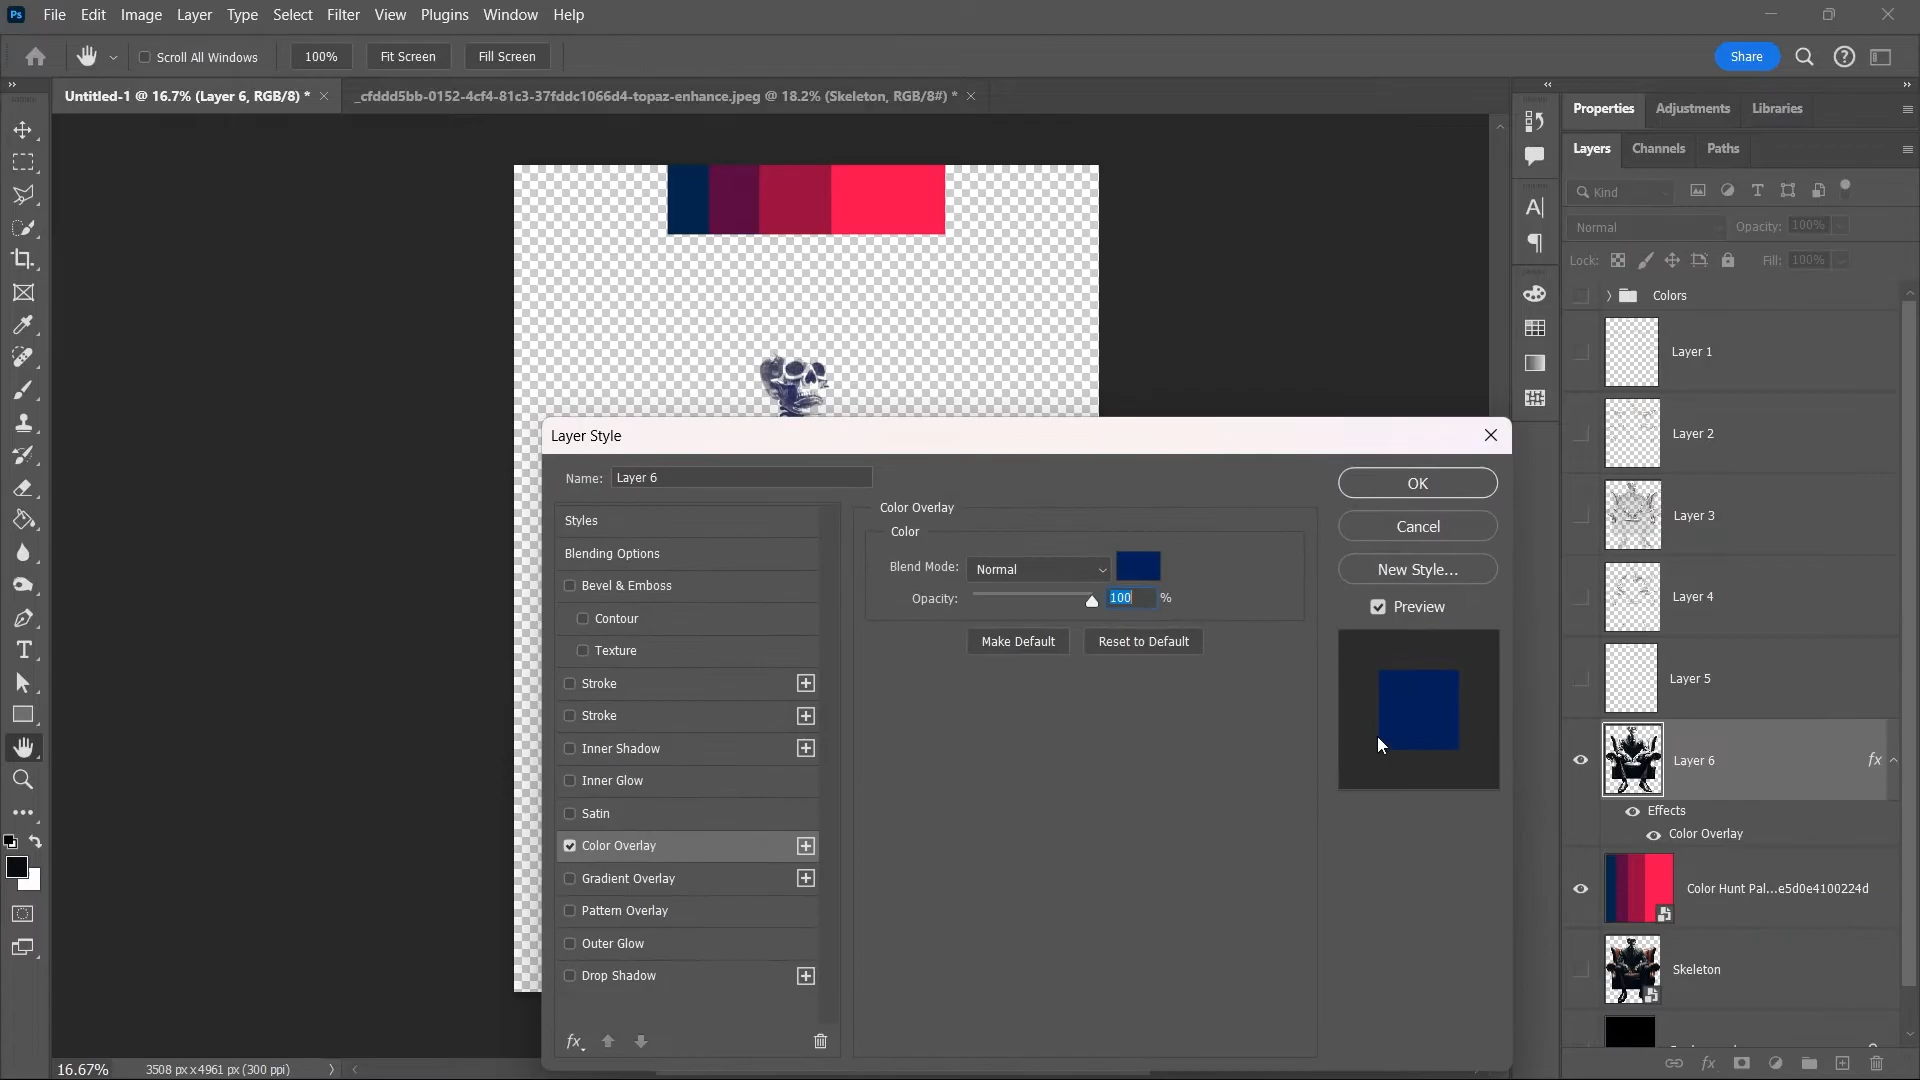 Ps File Edit Image Layer Type Select Filter View Plugins Window Help
Scroll All Windows 100% Fit Screen Fill Screen Share
Untitled-1 @ 16.7% (Layer 6, RGB/8) * _cfddd5bb-0152-4cf4-81c3-37fddc1066d4-topaz-enhance.jpeg @ 18.2% (Skeleton, RGB/8#) *
Properties Adjustments Libraries
Layers Channels Paths
Kind
Normal Opacity: 100%
Lock: Fill: 100%
Colors
Layer 1
Layer 2
Layer 3
Layer 4
Layer 5
Layer 6 fx
Effects
Color Overlay
Color Hunt Pal...e5d0e4100224d
Skeleton
Layer Style
Name: Layer 6
Styles
Blending Options
Bevel & Emboss
Contour
Texture
Stroke
Stroke
Inner Shadow
Inner Glow
Satin
Color Overlay
Gradient Overlay
Pattern Overlay
Outer Glow
Drop Shadow
fx
Color Overlay
Color
Blend Mode: Normal
Opacity: 100 %
Make Default Reset to Default
OK
Cancel
New Style...
Preview
16.67% 3508 px x 4961 px (300 ppi)
fx